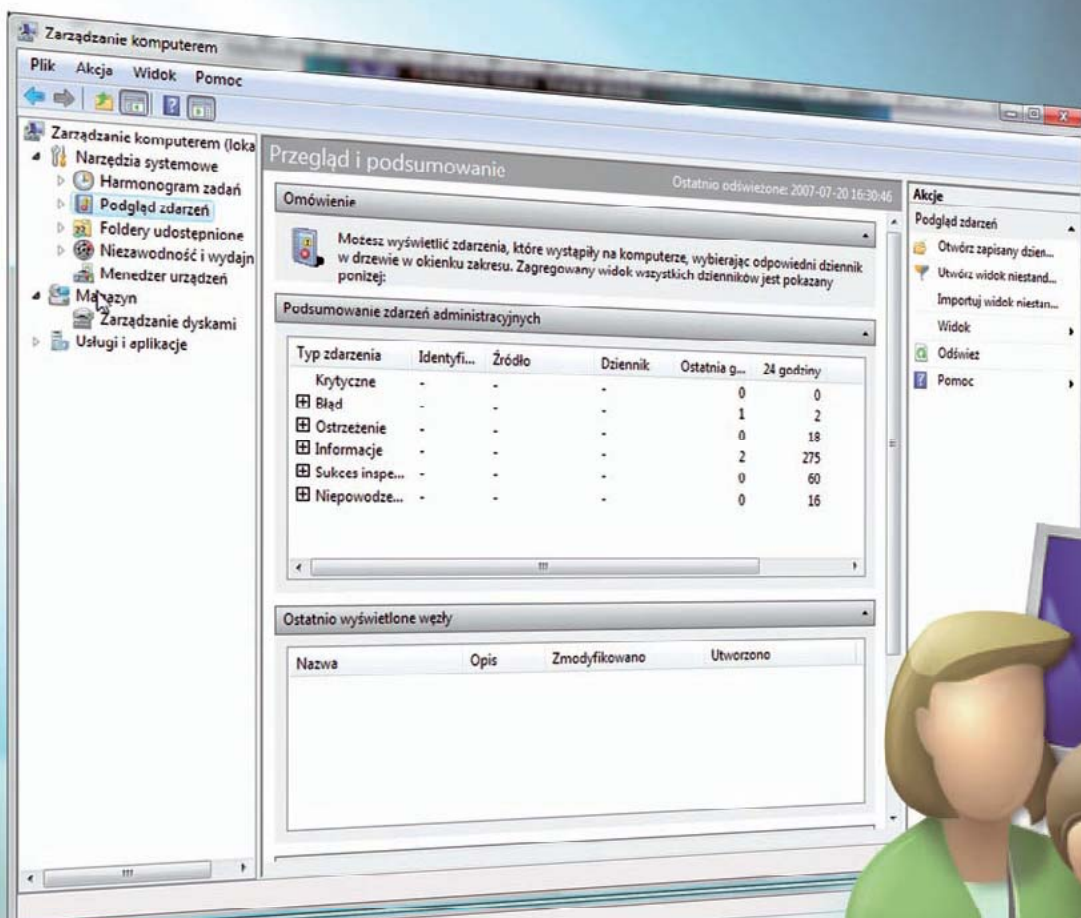 Zarządzanie komputerem
Plik Akcja Widok Pomoc
Zarządzanie komputerem (loka
Narzędzia systemowe
Harmonogram zadań
Podgląd zdarzeń
Foldery udostępnione
Niezawodność i wydajn
Menedżer urządzeń
Magazyn
Zarządzanie dyskami
Usługi i aplikacje
Przegląd i podsumowanie
Ostatnio odświeżone: 2007-07-20 16:30:46
Omówienie
Możesz wyświetlić zdarzenia, które wystąpiły na komputerze, wybierając odpowiedni dziennik
w drzewie w okienku zakresu. Zagregowany widok wszystkich dzienników jest pokazany
poniżej:
Podsumowanie zdarzeń administracyjnych
Typ zdarzenia Identyfi... Źródło Dziennik Ostatnia g... 24 godziny
Krytyczne - - - 0 0
Błąd - - - 1 2
Ostrzeżenie - - - 0 18
Informacje - - - 2 275
Sukces inspe... - - - 0 60
Niepowodze... - - - 0 16
Ostatnio wyświetlone węzły
Nazwa Opis Zmodyfikowano Utworzono
Akcje
Podgląd zdarzeń
Otwórz zapisany dzien...
Utwórz widok niestand...
Importuj widok niestan...
Widok
Odśwież
Pomoc